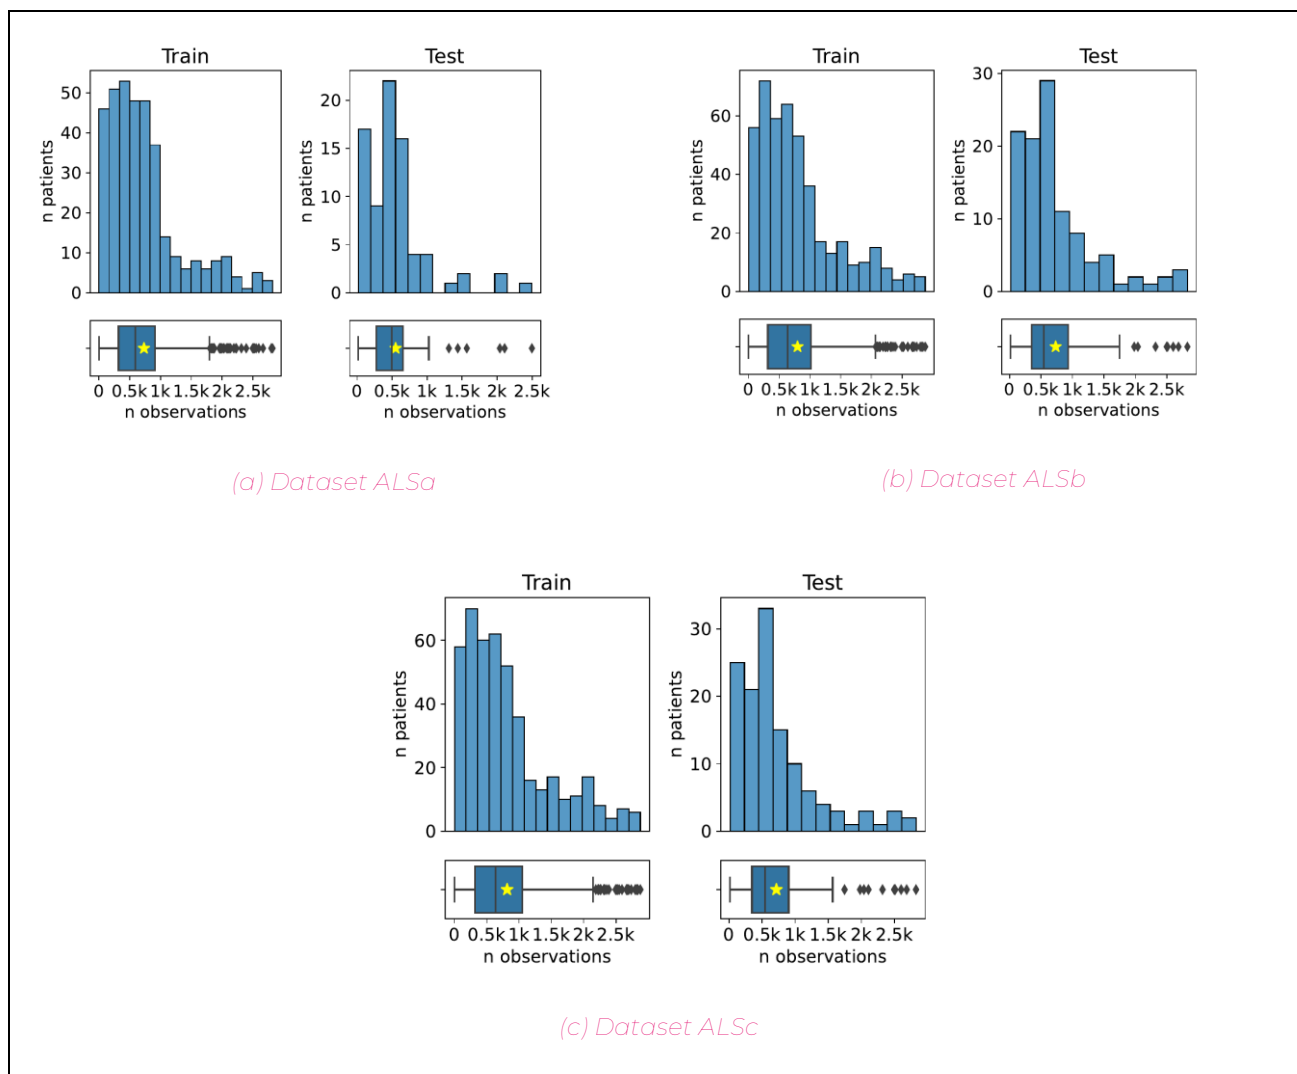 Train
Test
n patients
50
40
30
20
10
0
n patients
20
15
10
5
0
0 0.5k 1k 1.5k 2k 2.5k
n observations
0 0.5k 1k 1.5k 2k 2.5k
n observations
(a) Dataset ALSa
Train
Test
n patients
60
40
20
0
n patients
30
20
10
0
0 0.5k 1k 1.5k 2k 2.5k
n observations
0 0.5k 1k 1.5k 2k 2.5k
n observations
(b) Dataset ALSb
Train
Test
n patients
60
40
20
0
n patients
30
20
10
0
0 0.5k 1k 1.5k 2k 2.5k
n observations
0 0.5k 1k 1.5k 2k 2.5k
n observations
(c) Dataset ALSc